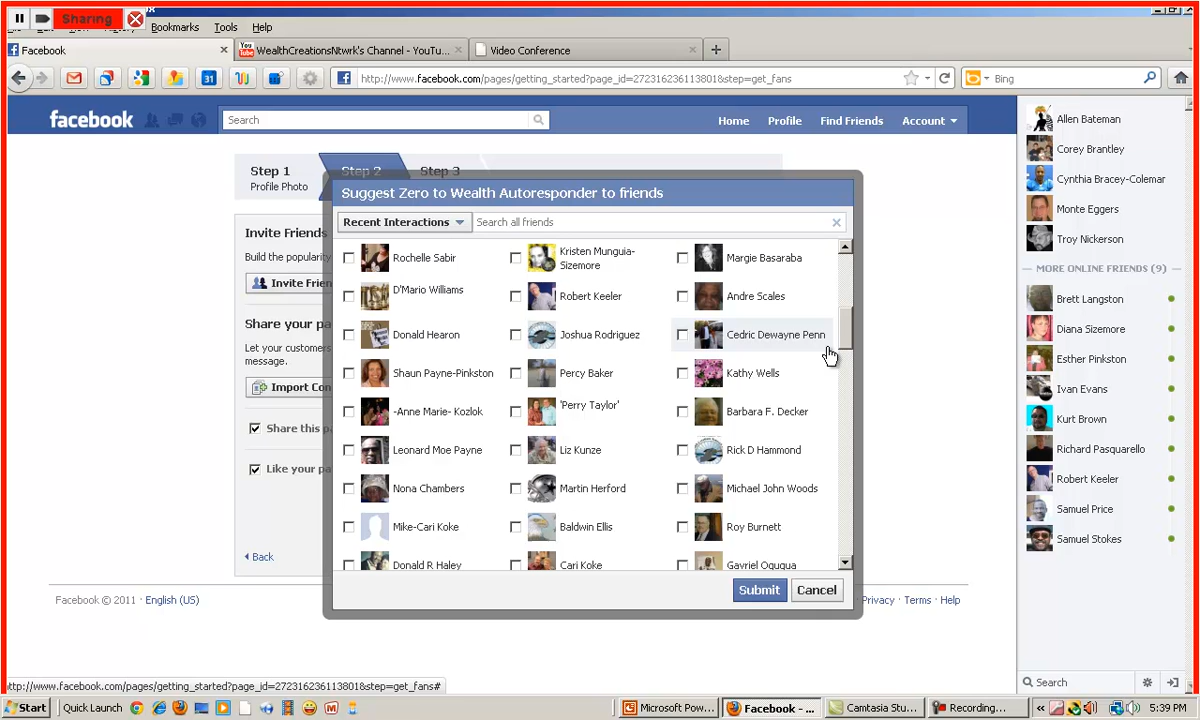 Sharing
Bookmarks Tools Help
Facebook
WealthCreationsNtwrk's Channel - YouTu...
Video Conference
http://www.facebook.com/pages/getting_started?page_id=272316236113801&step=get_fans
Bing
facebook
Search
Home Profile Find Friends Account
Step 1
Profile Photo
Step 2
Step 3
Invite Friends
Build the popularity
Invite Frien
Share your pa
Let your customers
message.
Import Con
Share this pa
Like your pa
Back
Suggest Zero to Wealth Autoresponder to friends
Recent Interactions Search all friends
Rochelle Sabir
Kristen Munguia-
Sizemore
Margie Basaraba
D'Mario Williams
Robert Keeler
Andre Scales
Donald Hearon
Joshua Rodriguez
Cedric Dewayne Penn
Shaun Payne-Pinkston
Percy Baker
Kathy Wells
-Anne Marie- Kozlok
'Perry Taylor'
Barbara F. Decker
Leonard Moe Payne
Liz Kunze
Rick D Hammond
Nona Chambers
Martin Herford
Michael John Woods
Mike-Cari Koke
Baldwin Ellis
Roy Burnett
Donald R Haley
Cari Koke
Gavriel Ogugua
Submit Cancel
Allen Bateman
Corey Brantley
Cynthia Bracey-Colemar
Monte Eggers
Troy Nickerson
MORE ONLINE FRIENDS (9)
Brett Langston
Diana Sizemore
Esther Pinkston
Ivan Evans
Kurt Brown
Richard Pasquarello
Robert Keeler
Samuel Price
Samuel Stokes
Search
Facebook © 2011 · English (US)
Privacy · Terms · Help
http://www.facebook.com/pages/getting_started?page_id=272316236113801&step=get_fans#
Start Quick Launch
Microsoft Pow...
Facebook - ...
Camtasia Stu...
Recording...
5:39 PM